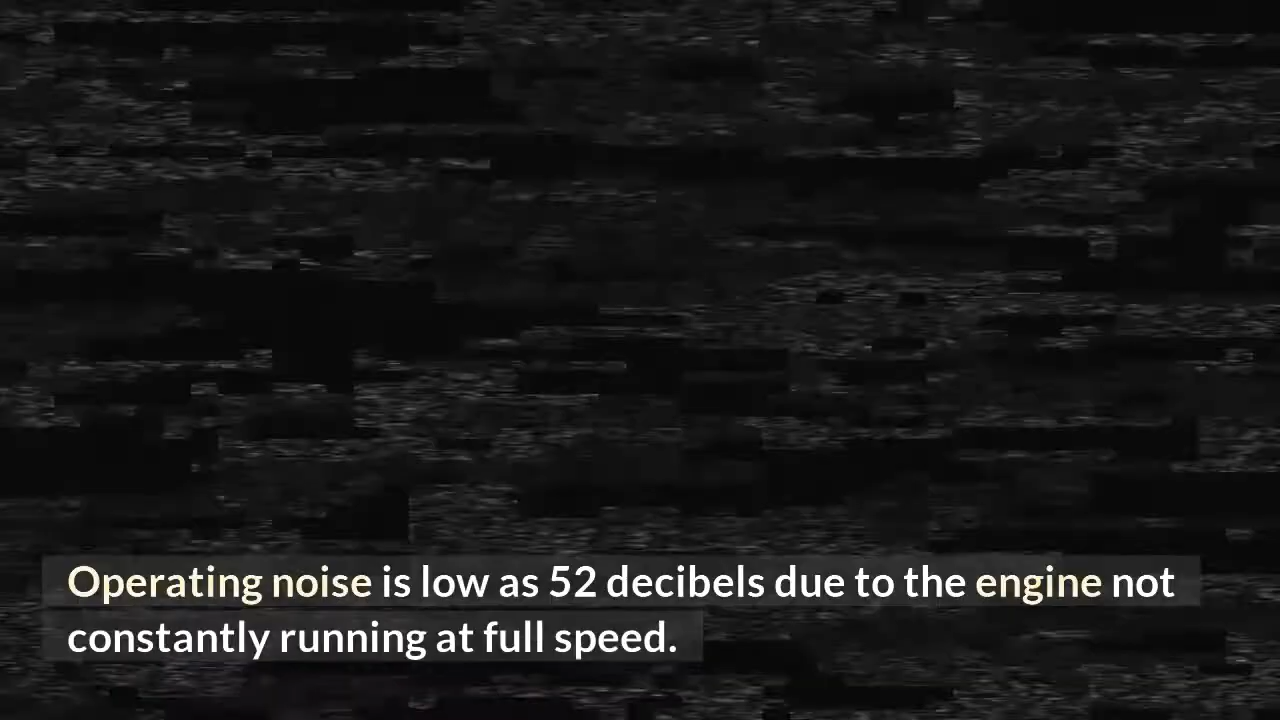 Operating noise is low as 52 decibels due to the engine not
constantly running at full speed.